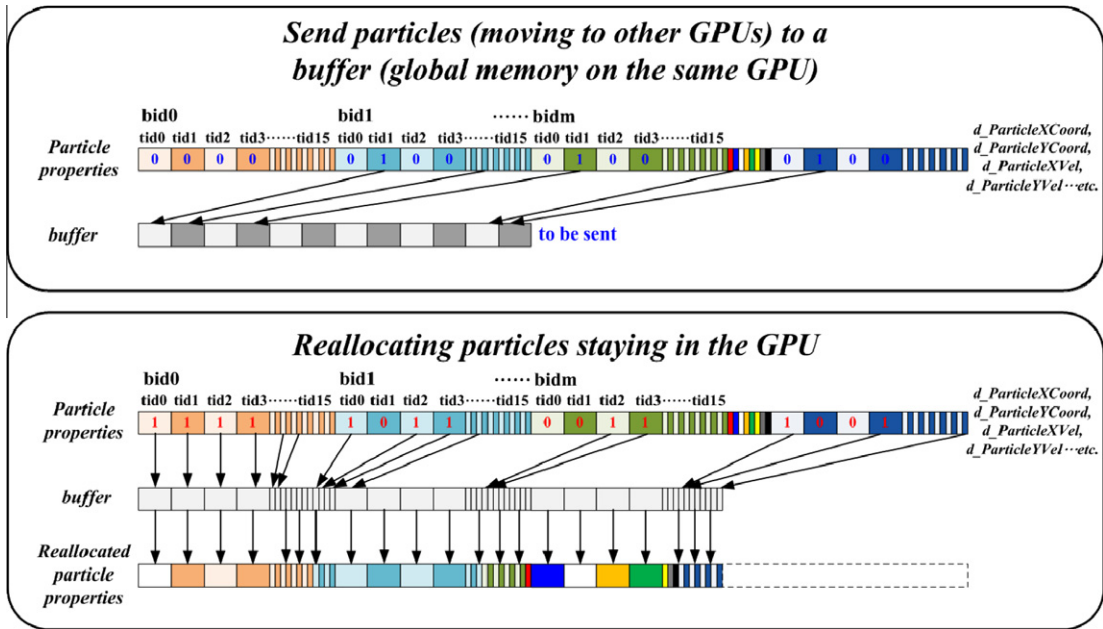 Send particles (moving to other GPUs) to a
buffer (global memory on the same GPU)
bid0 bid1 ······ bidm
tid0 tid1 tid2 tid3······tid15 tid0 tid1 tid2 tid3······tid15 tid0 tid1 tid2 tid3······tid15
Particle
properties
0 0 0 0 0 1 0 0 0 1 0 0 0 1 0 0
d_ParticleXCoord,
d_ParticleYCoord,
d_ParticleXVel,
d_ParticleYVel···etc.
buffer
to be sent
Reallocating particles staying in the GPU
bid0 bid1 ······ bidm
tid0 tid1 tid2 tid3······tid15 tid0 tid1 tid2 tid3······tid15 tid0 tid1 tid2 tid3······tid15
Particle
properties
1 1 1 1 1 0 1 1 0 0 1 1 1 0 0 1
d_ParticleXCoord,
d_ParticleYCoord,
d_ParticleXVel,
d_ParticleYVel···etc.
buffer
Reallocated
particle
properties